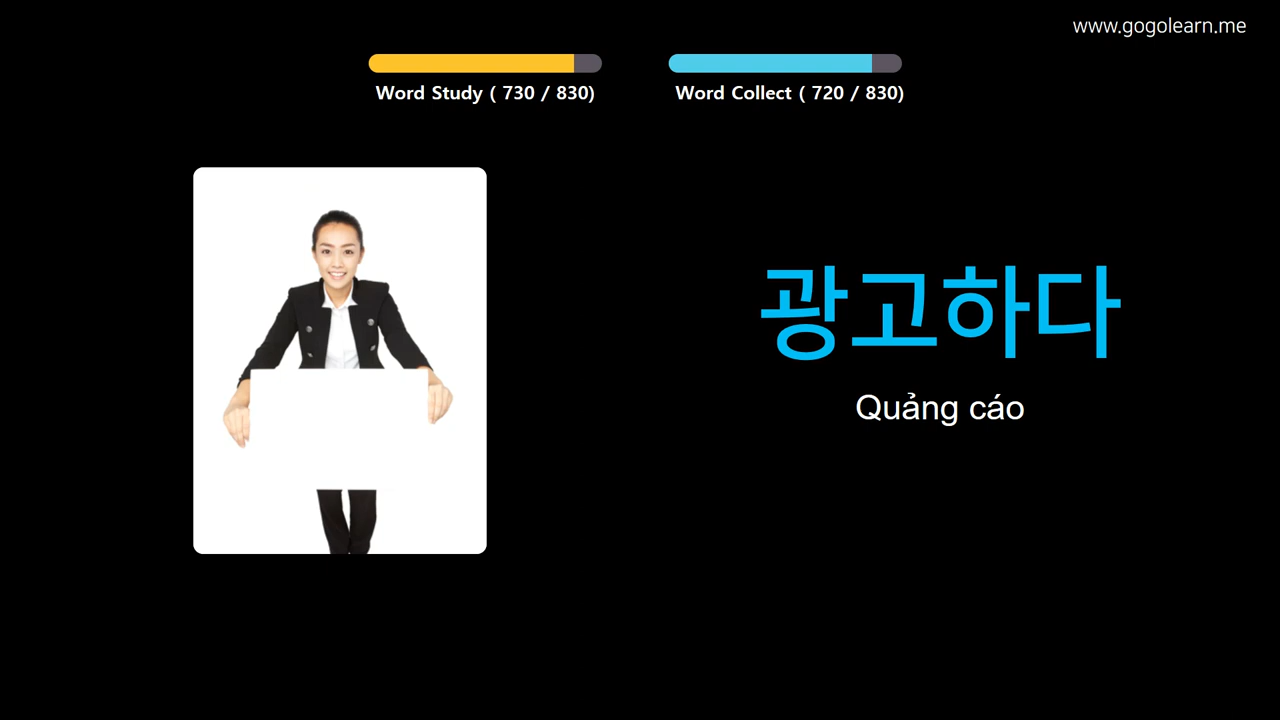 www.gogolearn.me
Word Study ( 730 / 830)
Word Collect ( 720 / 830)
광고하다
Quảng cáo